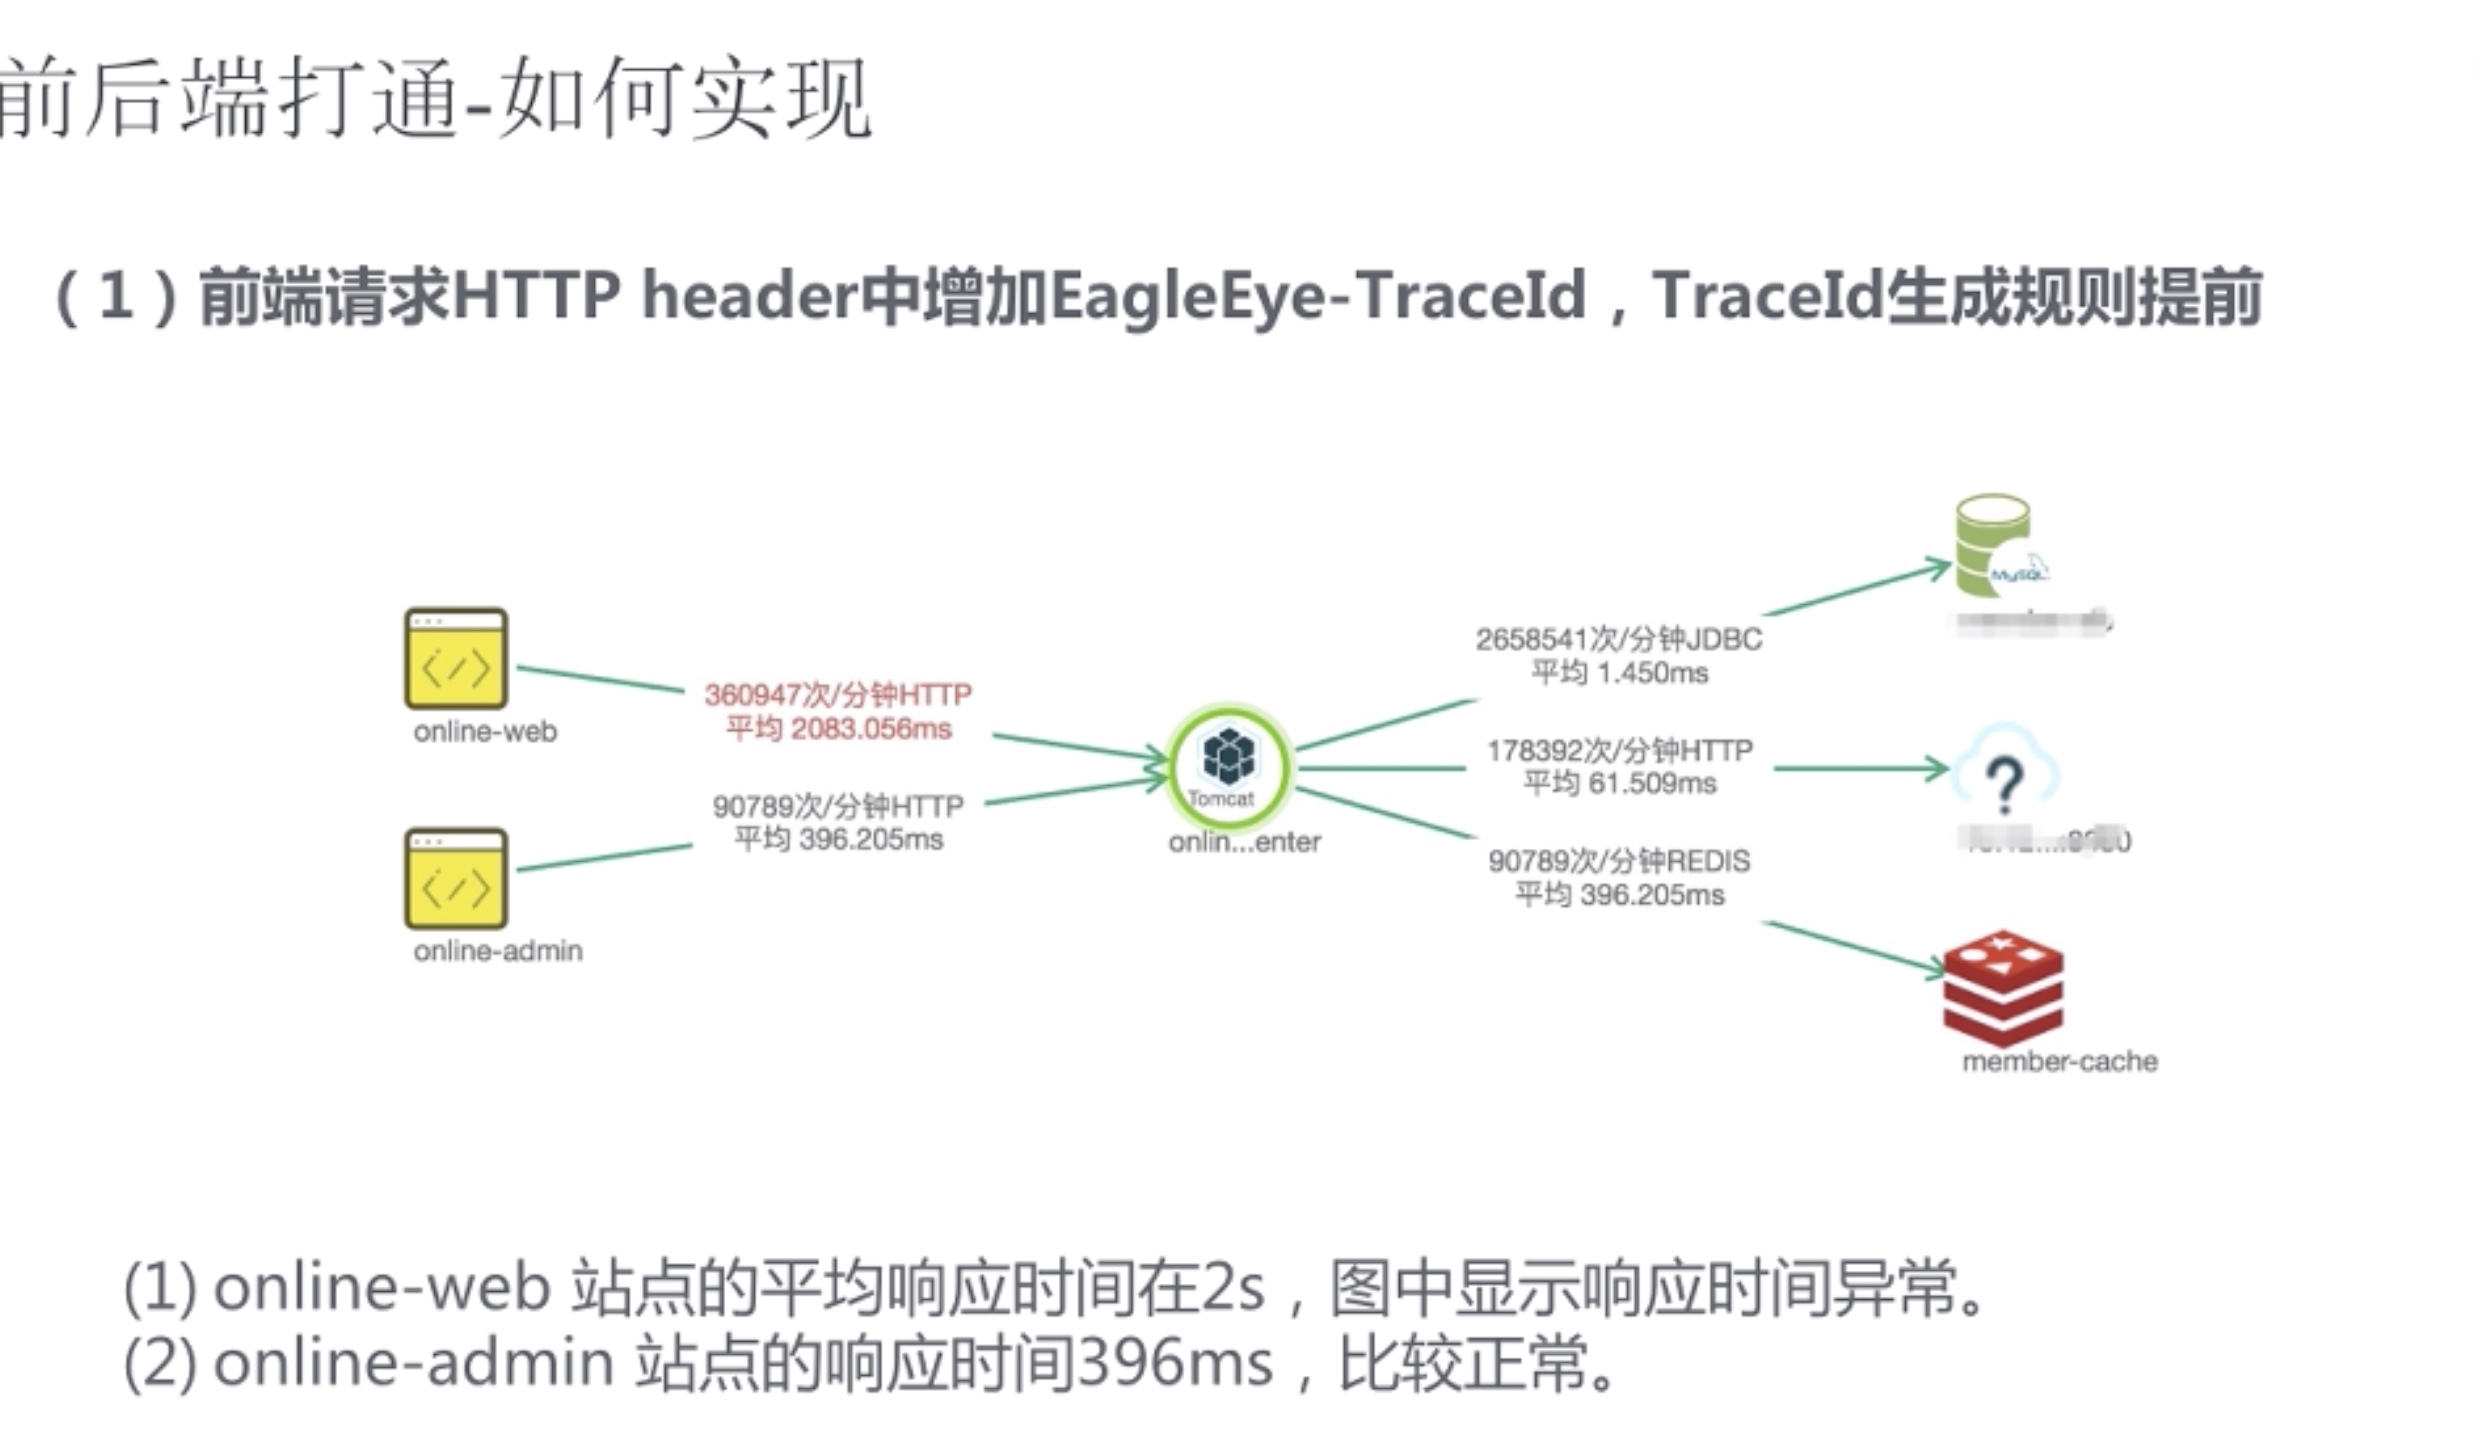 前后端打通-如何实现
（1）前端请求HTTP header中增加EagleEye-TraceId，TraceId生成规则提前
MySQL
2658541次/分钟JDBC
平均 1.450ms
360947次/分钟HTTP
平均 2083.056ms
online-web
178392次/分钟HTTP
平均 61.509ms
?
Tomcat
90789次/分钟HTTP
平均 396.205ms
onlin...enter
90789次/分钟REDIS
平均 396.205ms
online-admin
member-cache
(1) online-web 站点的平均响应时间在2s，图中显示响应时间异常。
(2) online-admin 站点的响应时间396ms，比较正常。